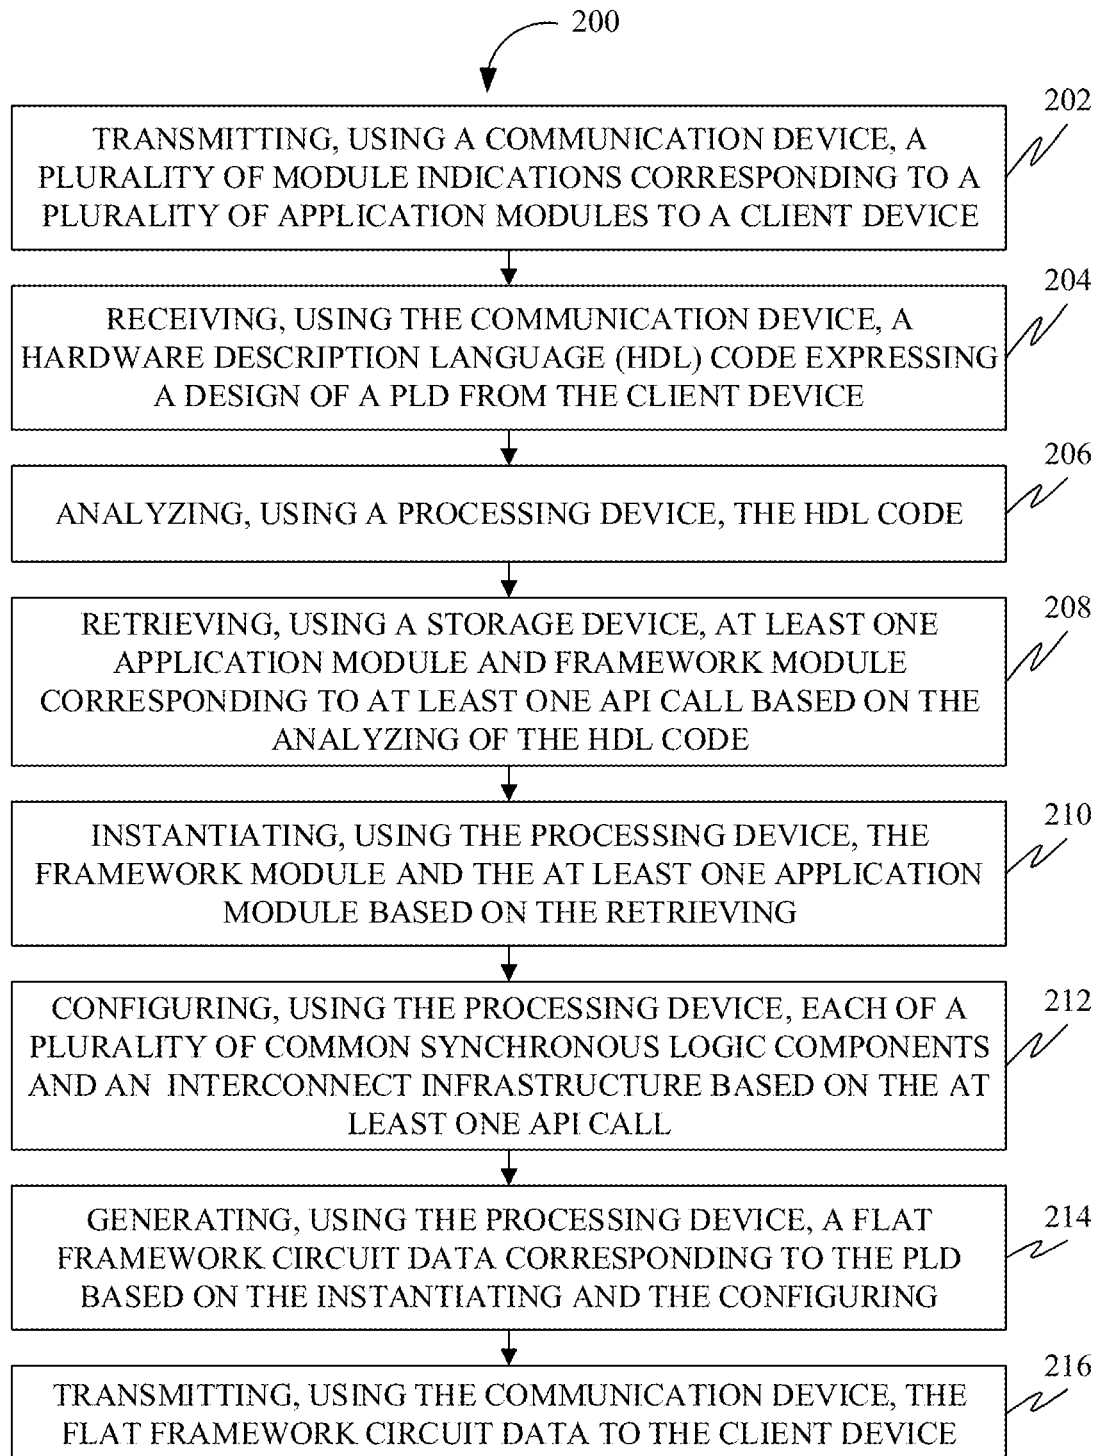 200
202
TRANSMITTING, USING A COMMUNICATION DEVICE, A
PLURALITY OF MODULE INDICATIONS CORRESPONDING TO A
PLURALITY OF APPLICATION MODULES TO A CLIENT DEVICE
204
RECEIVING, USING THE COMMUNICATION DEVICE, A
HARDWARE DESCRIPTION LANGUAGE (HDL) CODE EXPRESSING
A DESIGN OF A PLD FROM THE CLIENT DEVICE
206
ANALYZING, USING A PROCESSING DEVICE, THE HDL CODE
208
RETRIEVING, USING A STORAGE DEVICE, AT LEAST ONE
APPLICATION MODULE AND FRAMEWORK MODULE
CORRESPONDING TO AT LEAST ONE API CALL BASED ON THE
ANALYZING OF THE HDL CODE
210
INSTANTIATING, USING THE PROCESSING DEVICE, THE
FRAMEWORK MODULE AND THE AT LEAST ONE APPLICATION
MODULE BASED ON THE RETRIEVING
212
CONFIGURING, USING THE PROCESSING DEVICE, EACH OF A
PLURALITY OF COMMON SYNCHRONOUS LOGIC COMPONENTS
AND AN INTERCONNECT INFRASTRUCTURE BASED ON THE AT
LEAST ONE API CALL
214
GENERATING, USING THE PROCESSING DEVICE, A FLAT
FRAMEWORK CIRCUIT DATA CORRESPONDING TO THE PLD
BASED ON THE INSTANTIATING AND THE CONFIGURING
216
TRANSMITTING, USING THE COMMUNICATION DEVICE, THE
FLAT FRAMEWORK CIRCUIT DATA TO THE CLIENT DEVICE